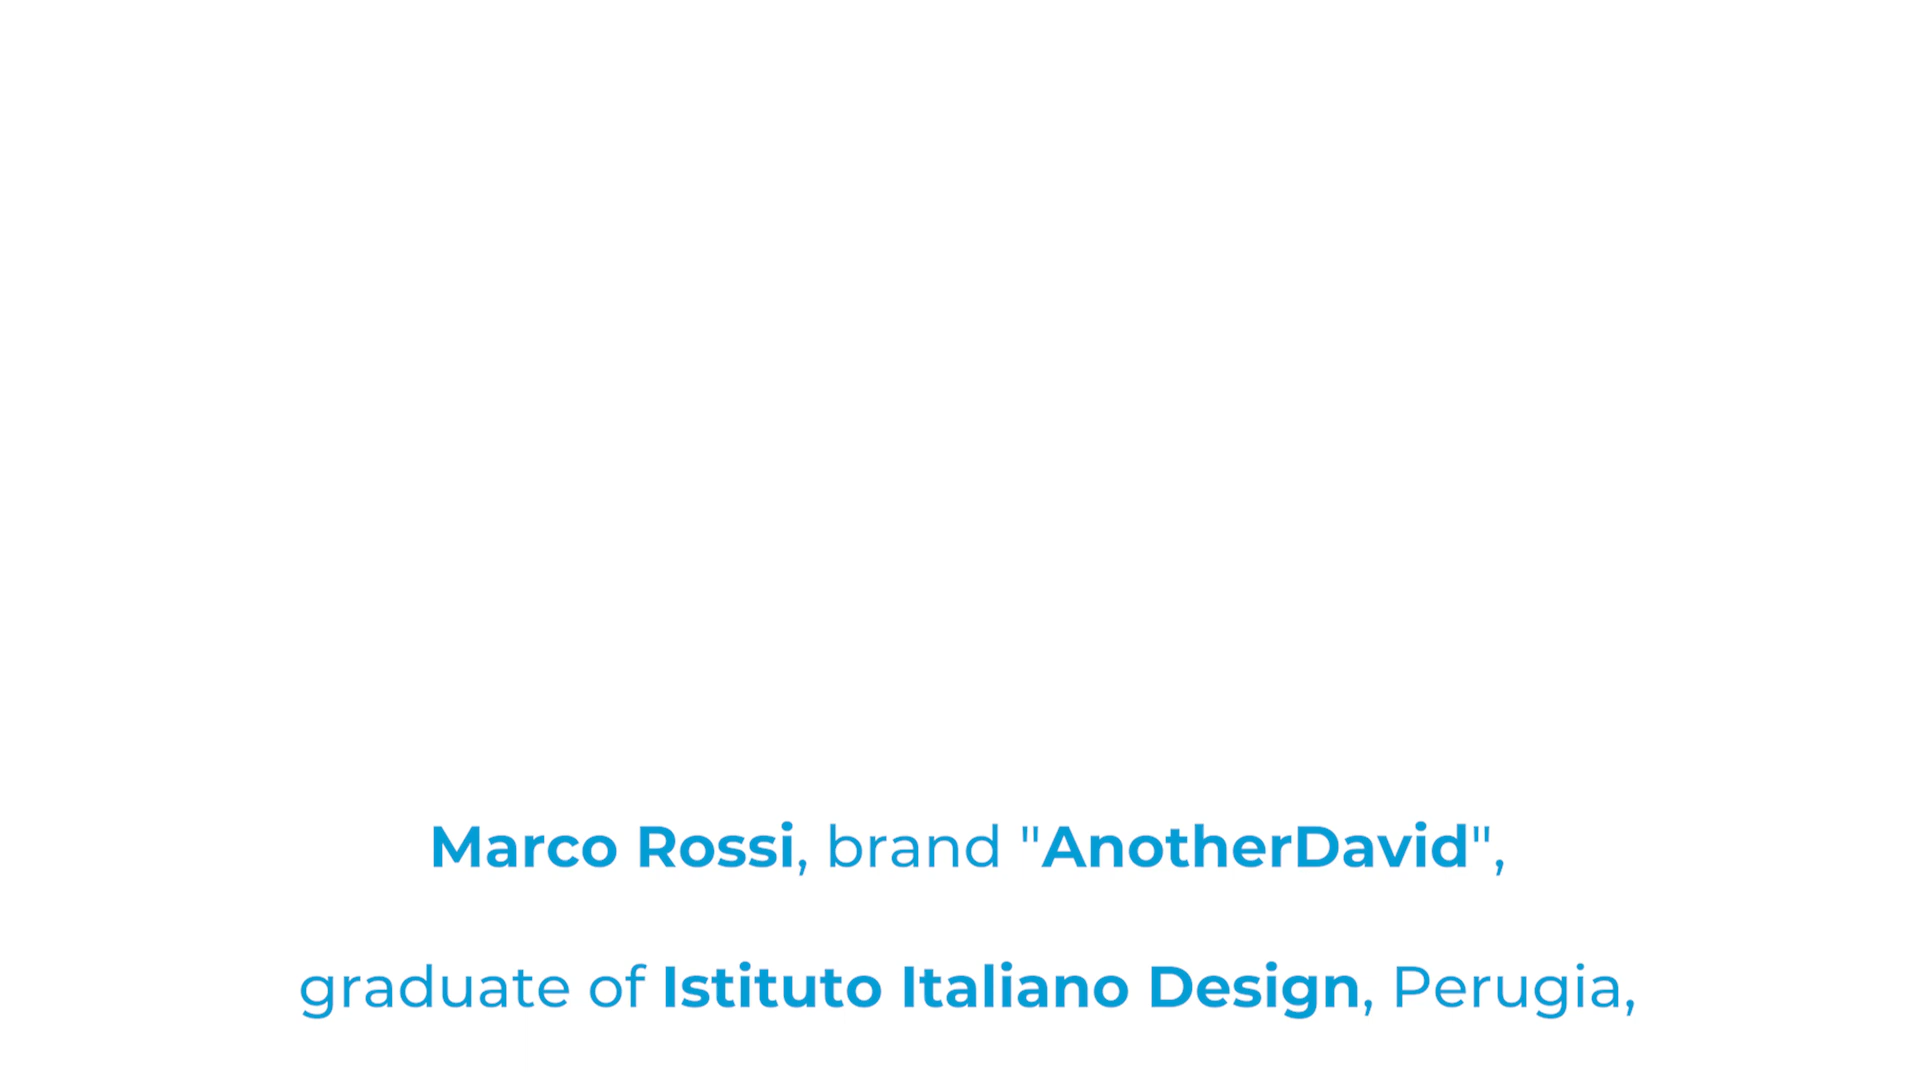 Marco Rossi, brand "AnotherDavid",
graduate of Istituto Italiano Design, Perugia,